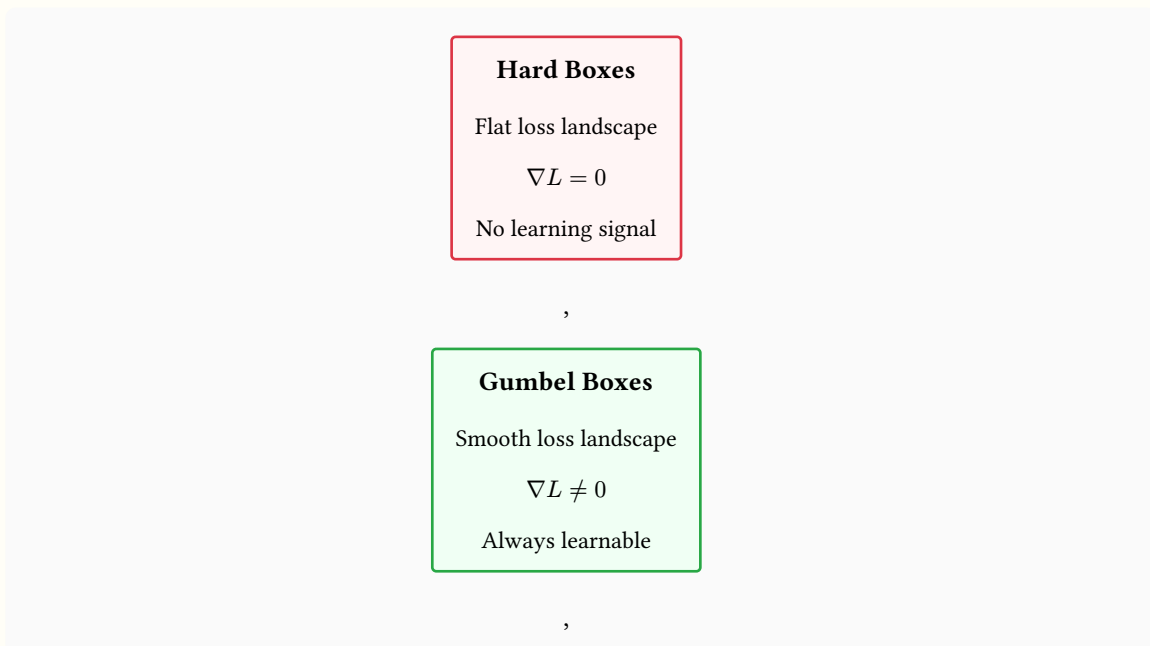 Hard Boxes
Flat loss landscape
∇L = 0
No learning signal
,
Gumbel Boxes
Smooth loss landscape
∇L ≠ 0
Always learnable
,